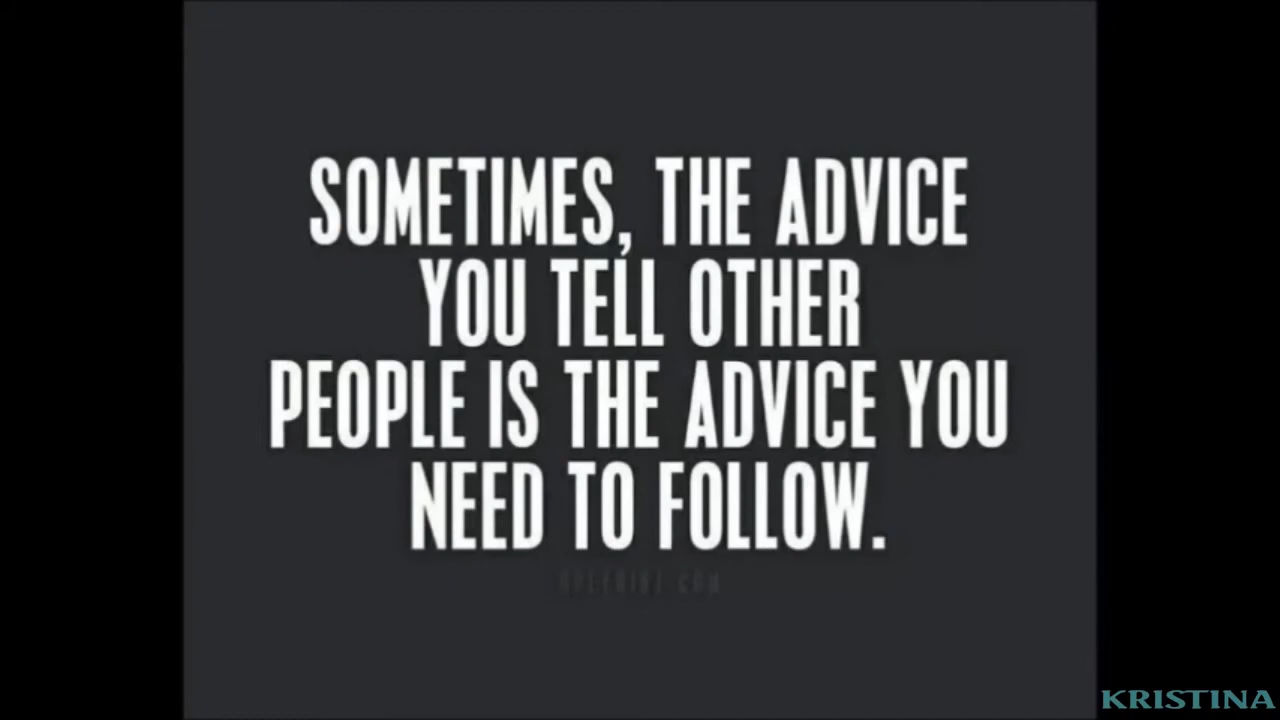 SOMETIMES, THE ADVICE
YOU TELL OTHER
PEOPLE IS THE ADVICE YOU
NEED TO FOLLOW.
KRISTINA